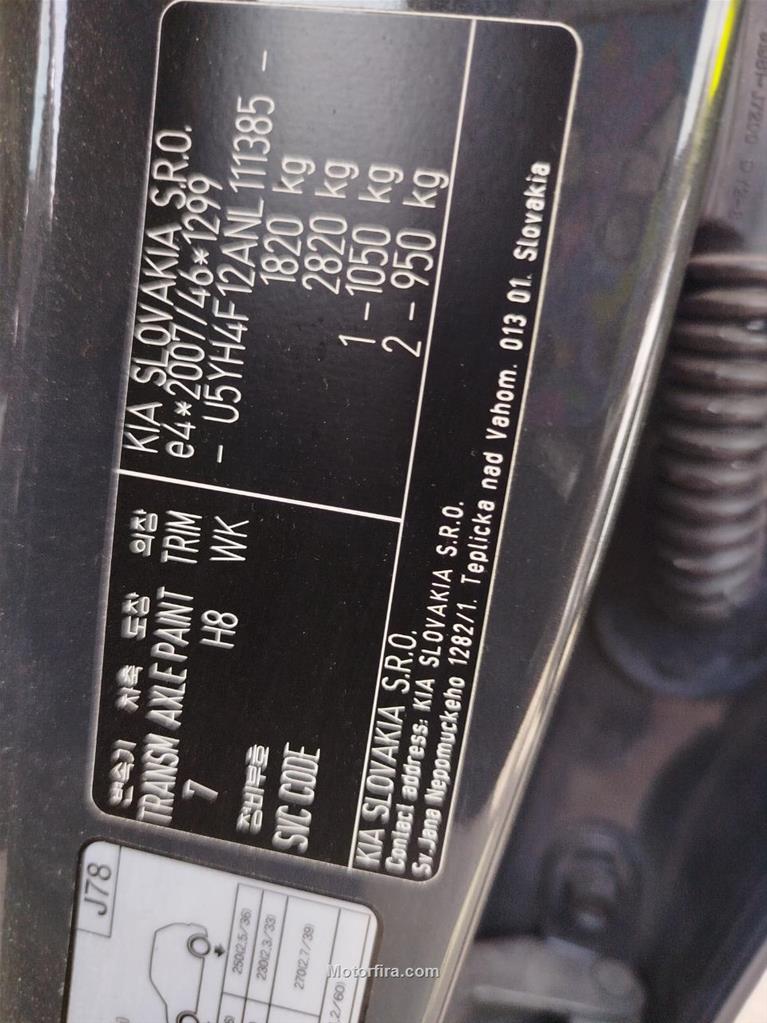 KIA SLOVAKIA S.R.O.
e4*2007/46*1299
- U5YH4F12ANL111385 -
1820 kg
2820 kg
1 - 1050 kg
2 - 950 kg
변속기 차축 도장 의장
TRANSM AXLE PAINT TRIM
7 H8 WK
정비부호
SVC CODE
KIA SLOVAKIA S.R.O.
Contact address: KIA SLOVAKIA S.R.O.
Sv.Jana Nepomuckeho 1282/1. Teplicka nad Vahom. 013 01. Slovakia
J78
250(2.5/36)
230(2.3/33)
270(2.7/39)
Motorfira.com